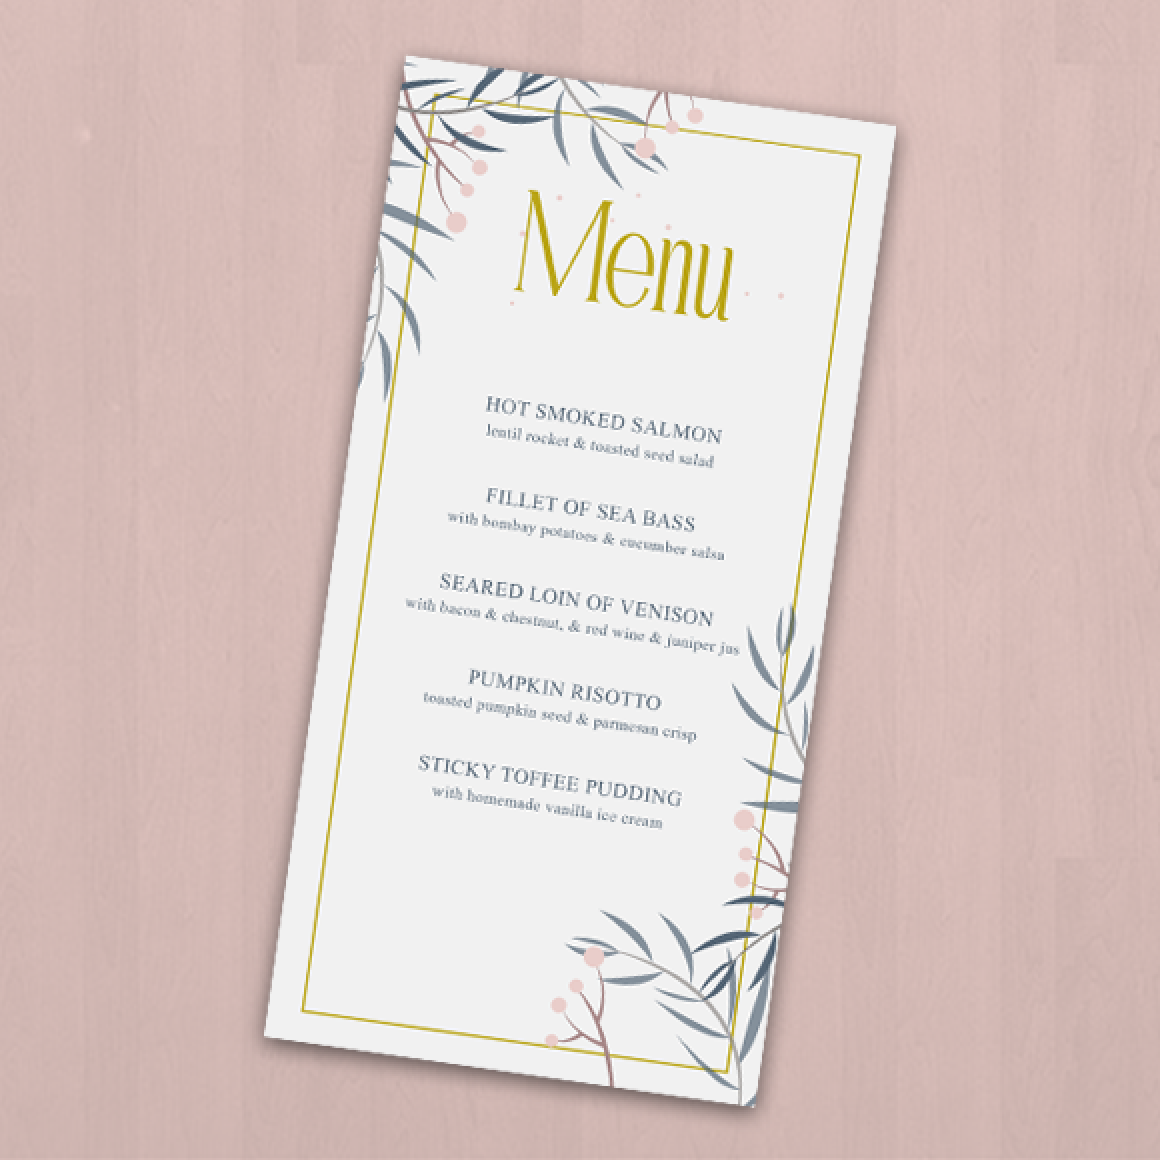 Menu
HOT SMOKED SALMON
lentil rocket & toasted seed salad
FILLET OF SEA BASS
with bombay potatoes & cucumber salsa
SEARED LOIN OF VENISON
with bacon & chestnut, & red wine & juniper jus
PUMPKIN RISOTTO
toasted pumpkin seed & parmesan crisp
STICKY TOFFEE PUDDING
with homemade vanilla ice cream